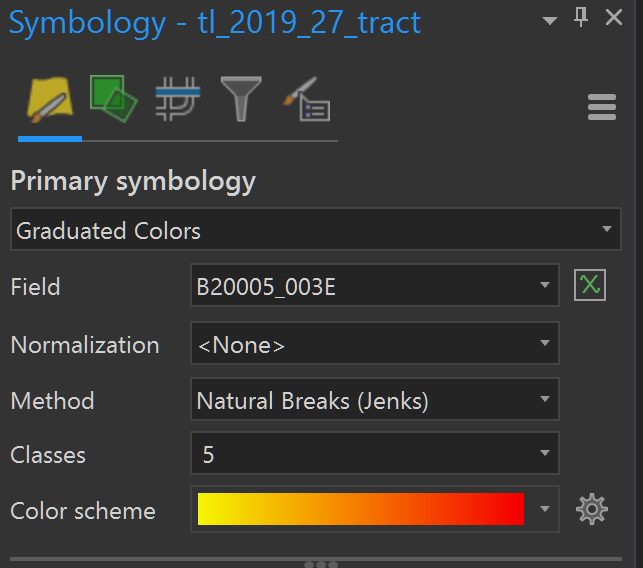 Symbology - tl_2019_27_tract
Primary symbology
Graduated Colors
Field B20005_003E
Normalization <None>
Method Natural Breaks (Jenks)
Classes 5
Color scheme